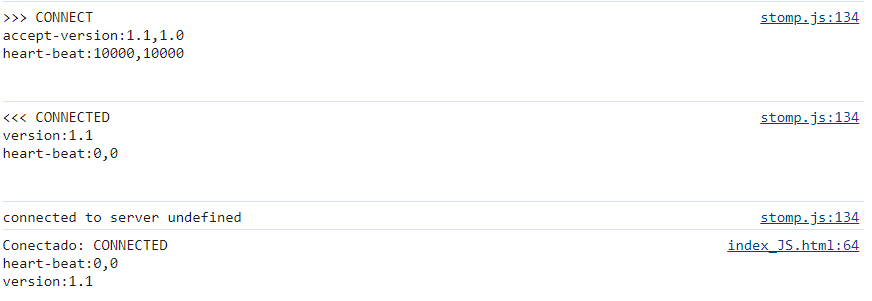 >>> CONNECT stomp.js:134
accept-version:1.1,1.0
heart-beat:10000,10000
<<< CONNECTED stomp.js:134
version:1.1
heart-beat:0,0
connected to server undefined stomp.js:134
Conectado: CONNECTED index_JS.html:64
heart-beat:0,0
version:1.1